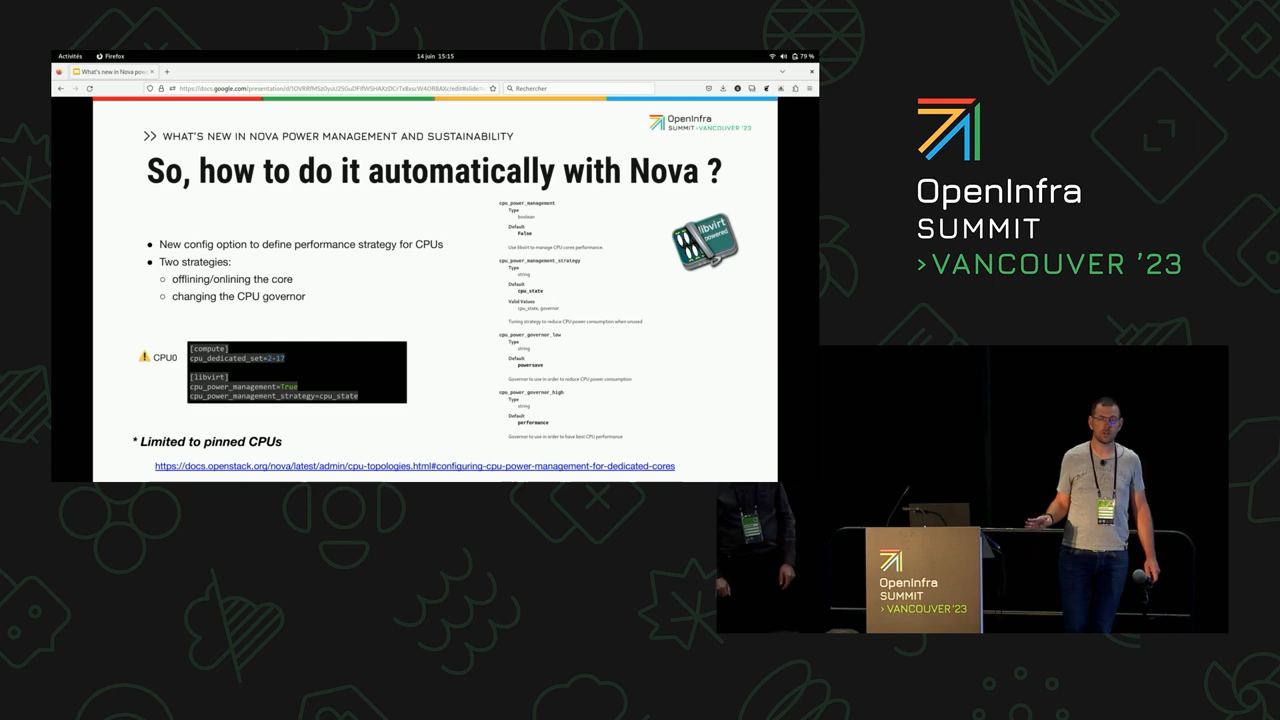 Activités
Firefox
14 juin 15:15
79 %
What's new in Nova pow
Rechercher
>> WHAT'S NEW IN NOVA POWER MANAGEMENT AND SUSTAINABILITY
OpenInfra
SUMMIT >VANCOUVER '23
So, how to do it automatically with Nova ?
● New config option to define performance strategy for CPUs
● Two strategies:
○ offlining/onlining the core
○ changing the CPU governor
CPU0
[compute]
cpu_dedicated_set=2-17
[libvirt]
cpu_power_management=True
cpu_power_management_strategy=cpu_state
* Limited to pinned CPUs
https://docs.openstack.org/nova/latest/admin/cpu-topologies.html#configuring-cpu-power-management-for-dedicated-cores
cpu_power_management
Type
boolean
Default
False
Use libvirt to manage CPU cores performance.
cpu_power_management_strategy
Type
string
Default
cpu_state
Valid Values
cpu_state, governor
Tuning strategy to reduce CPU power consumption when unused
cpu_power_governor_low
Type
string
Default
powersave
Governor to use in order to reduce CPU power consumption
cpu_power_governor_high
Type
string
Default
performance
Governor to use in order to have best CPU performance
libvirt
powered
OpenInfra
SUMMIT
>VANCOUVER '23
OpenInfra
SUMMIT
>VANCOUVER '23